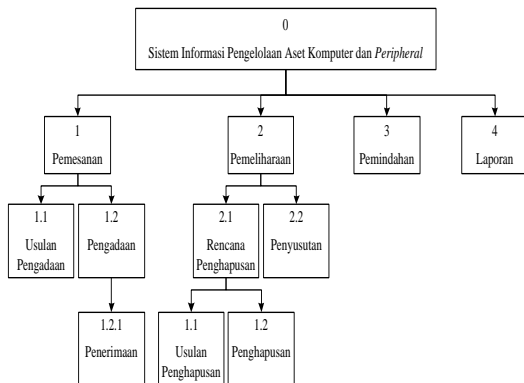 0
Sistem Informasi Pengelolaan Aset Komputer dan Peripheral
1
Pemesanan
2
Pemeliharaan
3
Pemindahan
4
Laporan
1.1
Usulan
Pengadaan
1.2
Pengadaan
2.1
Rencana
Penghapusan
2.2
Penyusutan
1.2.1
Penerimaan
1.1
Usulan
Penghapusan
1.2
Penghapusan